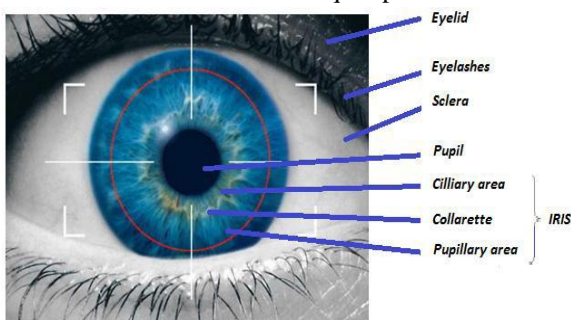 Eyelid
Eyelashes
Sclera
Pupil
Cilliary area
Collarette
IRIS
Pupillary area